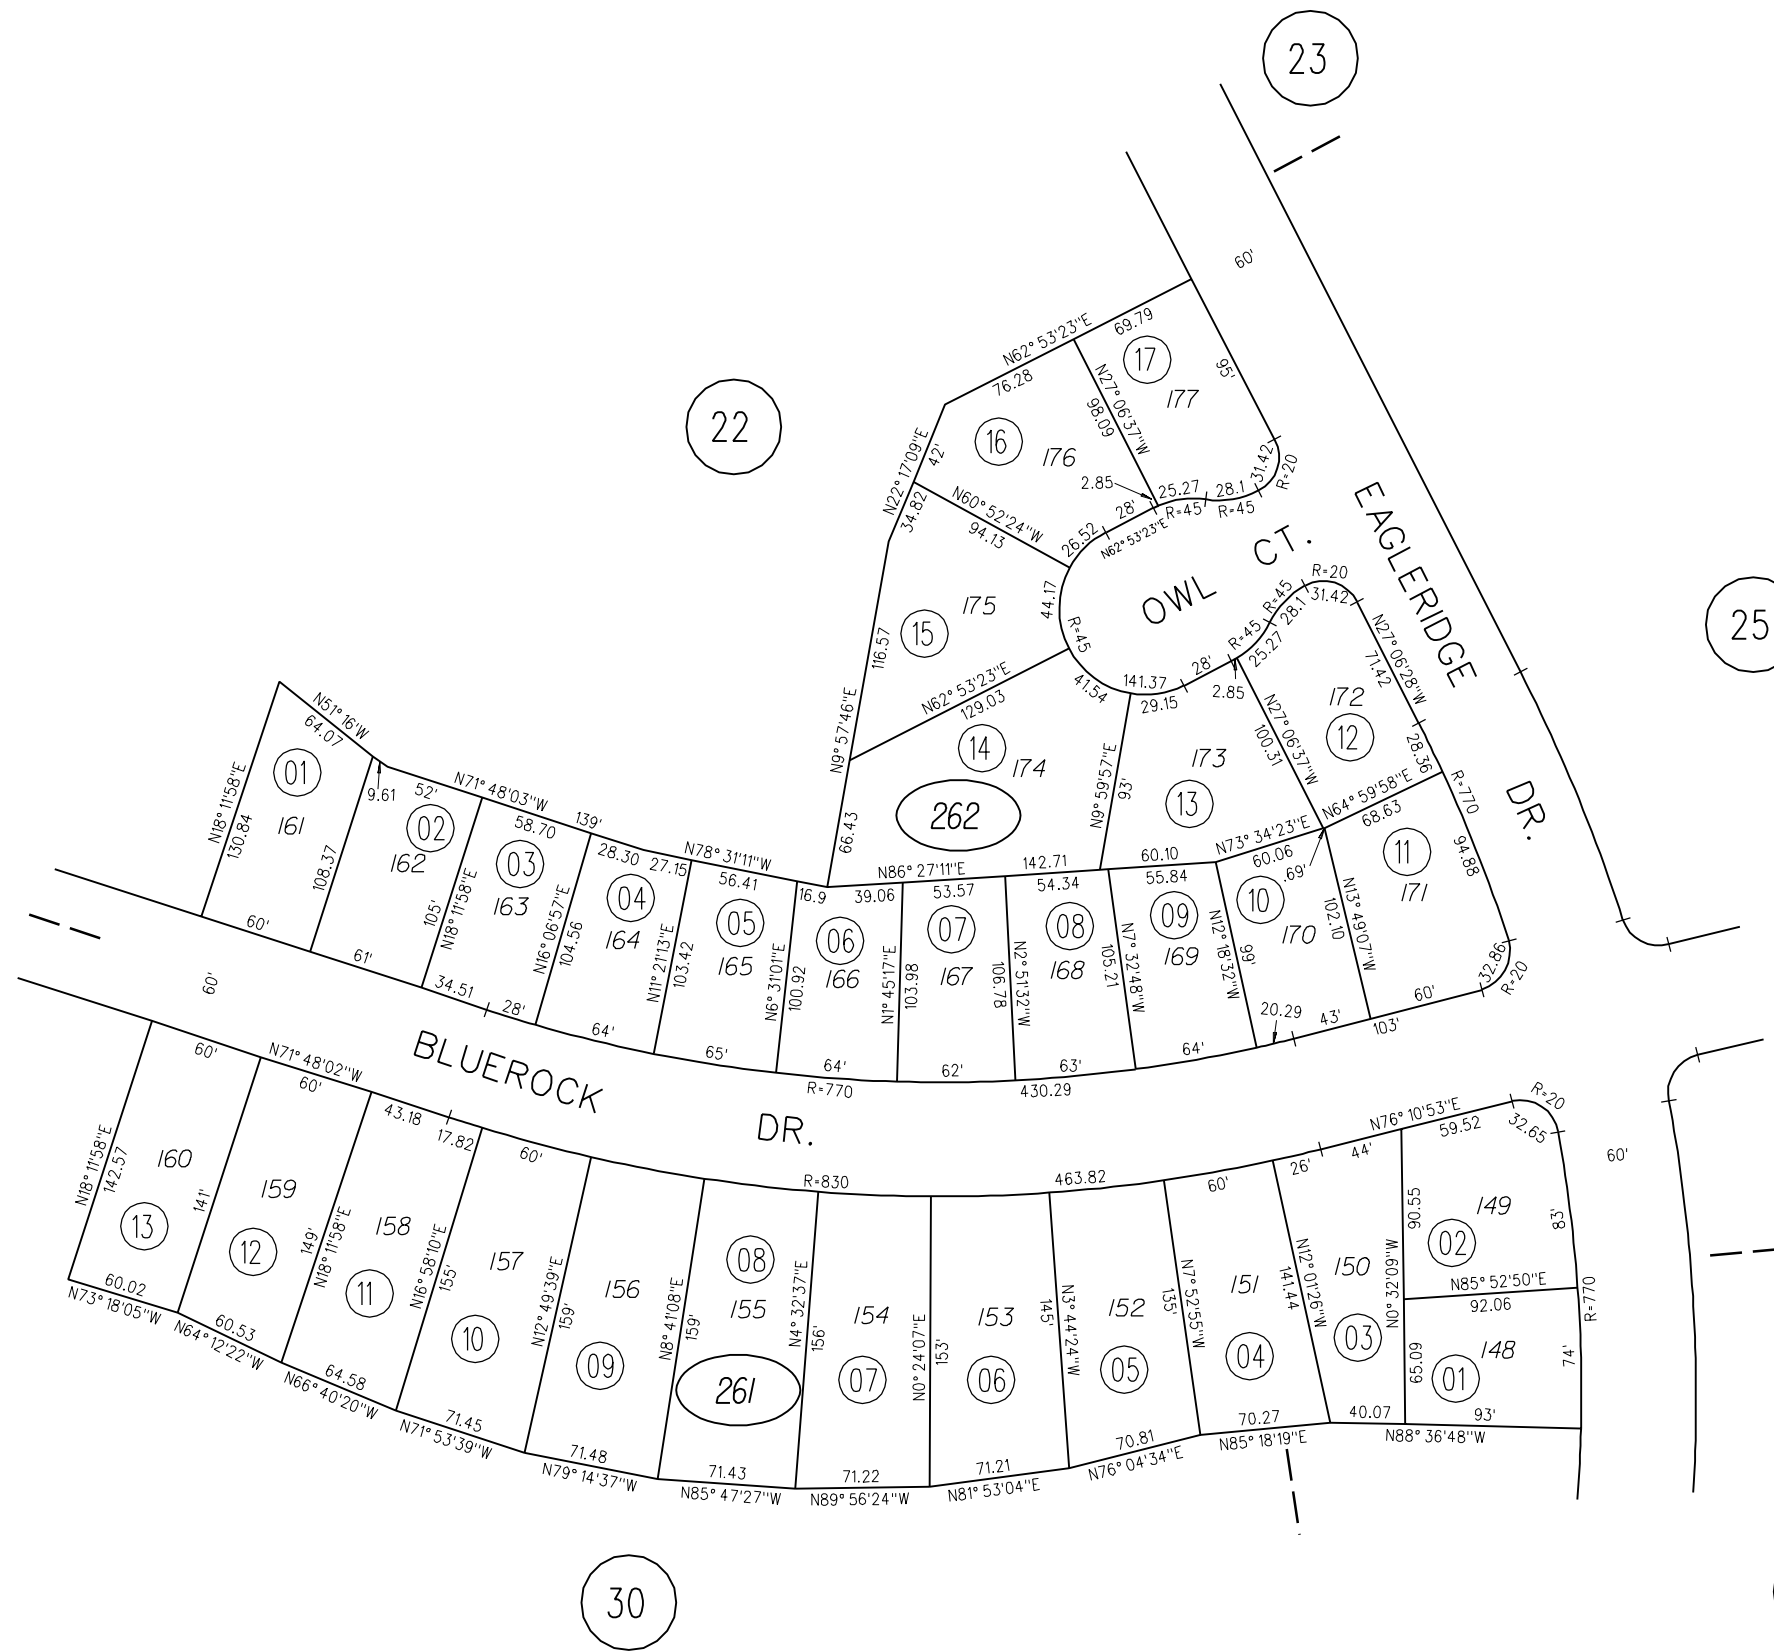 23
60'
N62° 53'23"E
69.79
17
177
95'
76.28
N27° 06'37"W
98.09
22
N22° 17'09"E
42'
16
176
34.82
N60° 52'24"W
94.13
2.85
25.27
28.1
31.42
R=20
R=45
R=45
28'
26.52
N62° 53'23"E
EAGLERIDGE
DR.
OWL
CT.
25
175
15
44.17
R=45
116.57
N62° 53'23"E
129.03
41.54
141.37
29.15
28'
2.85
R=45
25.27
R=45
28.1
R=20
31.42
N27° 06'28"W
71.42
172
12
28.36
N27° 06'37"W
100.31
N9° 57'46"E
14
174
N9° 59'57"E
93'
173
13
262
66.43
N64° 59'58"E
68.63
R=770
94.88
N51° 16'W
64.07
01
161
N18° 11'58"E
130.84
9.61
108.37
N71° 48'03"W
52'
02
162
58.70
139'
03
163
105'
N18° 11'58"E
28.30
27.15
N78° 31'11"W
04
164
N16° 06'57"E
104.56
56.41
16.9
05
165
N11° 21'13"E
103.42
N86° 27'11"E
142.71
39.06
06
166
N6° 31'01"E
100.92
53.57
07
167
N1° 45'17"E
103.98
54.34
08
168
106.78
N2° 51'32"W
60.10
55.84
09
169
105.21
N7° 32'48"W
N73° 34'23"E
60.06
.69'
10
170
N12° 18'32"W
99'
11
171
N13° 49'07"W
102.10
32.86
R=20
60'
61'
34.51
28'
64'
65'
64'
62'
63'
64'
20.29
43'
103'
60'
R=770
430.29
60'
BLUEROCK
DR.
60'
N71° 48'02"W
60'
43.18
17.82
60'
R=830
463.82
60'
26'
44'
N76° 10'53"E
59.52
R=20
32.65
60'
N18° 11'58"E
142.57
160
13
141'
159
12
149'
N18° 11'58"E
158
11
N16° 58'10"E
155'
157
10
N12° 49'39"E
159'
156
09
N8° 41'08"E
159'
08
155
261
N4° 32'37"E
156'
154
07
N0° 24'07"E
153'
153
06
145'
N3° 44'24"W
152
05
135'
N7° 52'55"W
151
04
141.44
N12° 01'26"W
150
03
90.55
N0° 32'09"W
65.09
149
02
83'
N85° 52'50"E
92.06
R=770
148
01
74'
60.02
N73° 18'05"W
60.53
N64° 12'22"W
64.58
N66° 40'20"W
71.45
N71° 53'39"W
71.48
N79° 14'37"W
71.43
N85° 47'27"W
71.22
N89° 56'24"W
71.21
N81° 53'04"E
70.81
N76° 04'34"E
70.27
N85° 18'19"E
40.07
93'
N88° 36'48"W
30